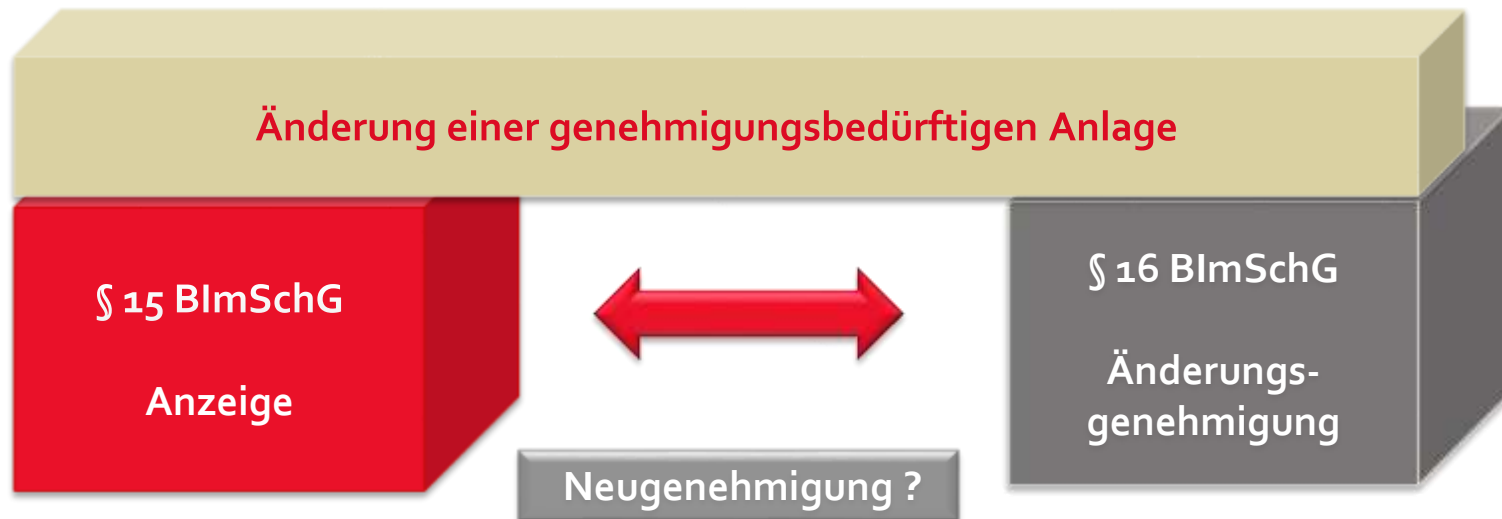 Änderung einer genehmigungsbedürftigen Anlage
§ 15 BImSchG
Anzeige
§ 16 BImSchG
Änderungs-
genehmigung
Neugenehmigung ?